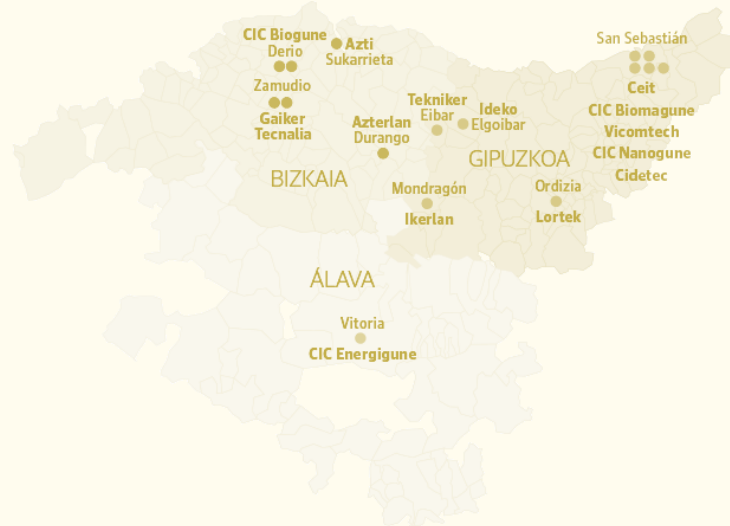 CIC Biogune
Derio
Azti
Sukarrieta
San Sebastián
Zamudio
Gaiker
Tecnalia
Azterlan
Durango
Tekniker
Eibar
Ideko
Elgoibar
Ceit
CIC Biomagune
Vicomtech
CIC Nanogune
Cidetec
BIZKAIA
GIPUZKOA
Mondragón
Ikerlan
Ordizia
Lortek
ÁLAVA
Vitoria
CIC Energigune